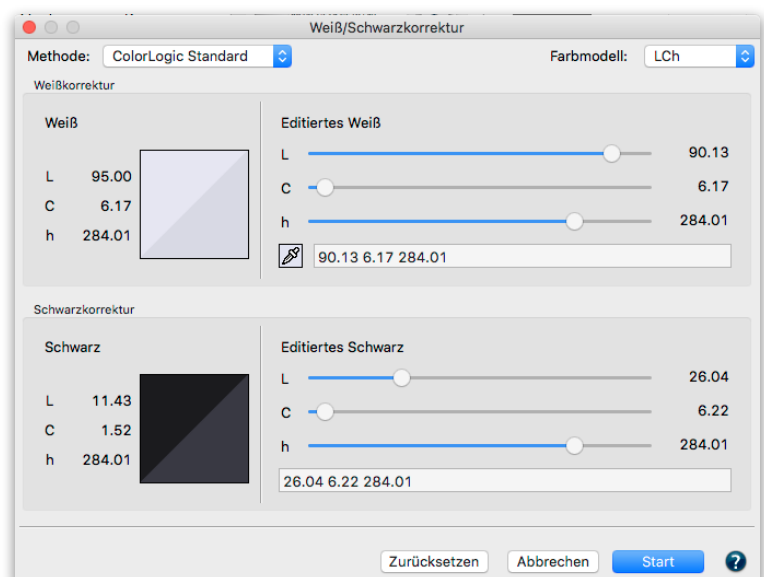 Weiß/Schwarzkorrektur
Methode: ColorLogic Standard Farbmodell: LCh
Weißkorrektur
Weiß Editiertes Weiß
L 90.13
L 95.00
C 6.17
C 6.17
h 284.01
h 284.01
90.13 6.17 284.01
Schwarzkorrektur
Schwarz Editiertes Schwarz
L 26.04
L 11.43
C 6.22
C 1.52
h 284.01
h 284.01
26.04 6.22 284.01
Zurücksetzen Abbrechen Start ?